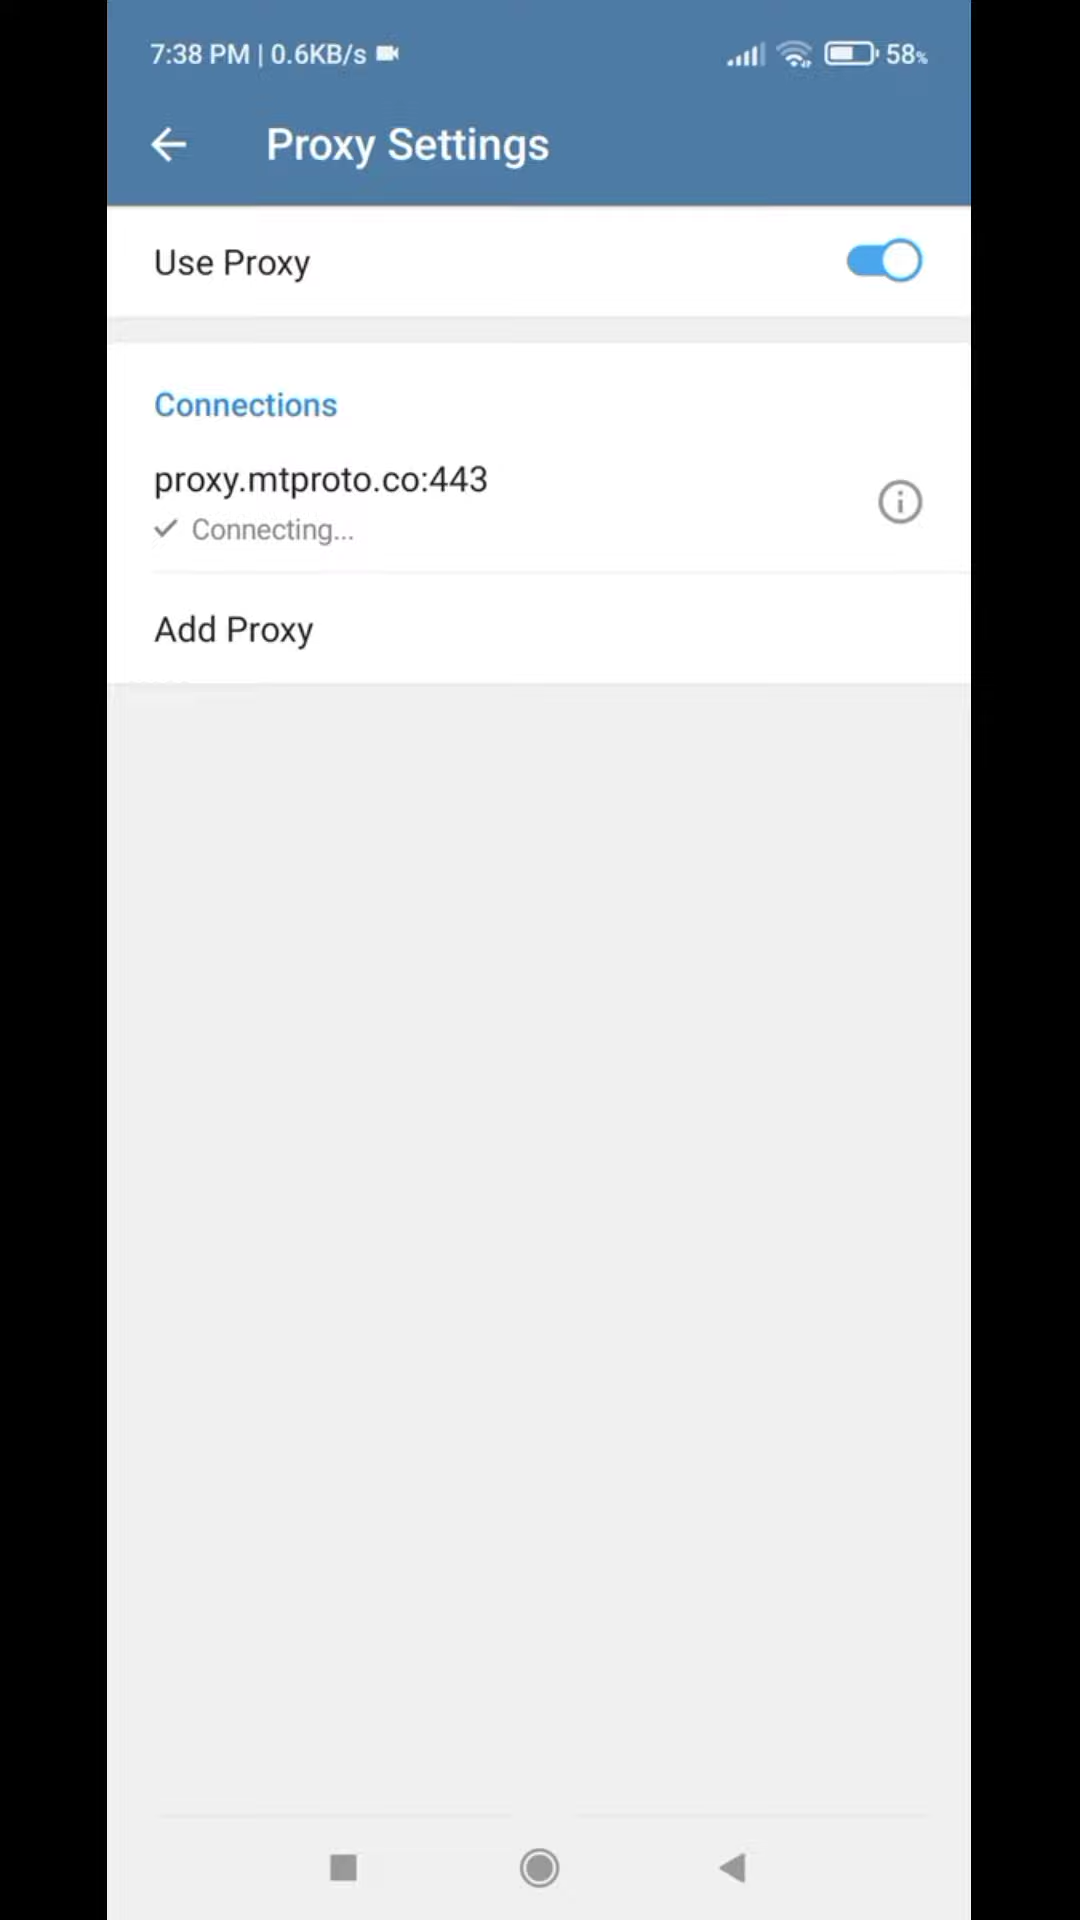 7:38 PM | 0.6KB/s 58%
Proxy Settings
Use Proxy
Connections
proxy.mtproto.co:443
Connecting...
Add Proxy